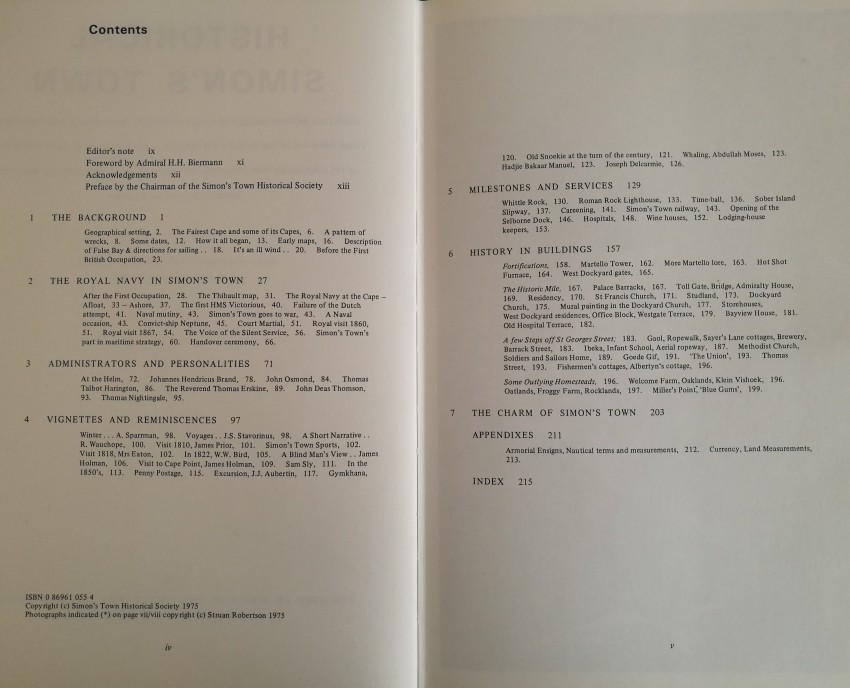 Contents
Editor's note ix
Foreword by Admiral H.H. Biermann xi
Acknowledgements xii
Preface by the Chairman of the Simon's Town Historical Society xiii
1 THE BACKGROUND 1
Geographical setting, 2. The Fairest Cape and some of its Capes, 6. A pattern of
wrecks, 8. Some dates, 12. How it all began, 13. Early maps, 16. Description
of False Bay & directions for sailing . . 18. It's an ill wind . . 20. Before the First
British Occupation, 23.
2 THE ROYAL NAVY IN SIMON'S TOWN 27
After the First Occupation, 28. The Thibault map, 31. The Royal Navy at the Cape –
Afloat, 33 – Ashore, 37. The first HMS Victorious, 40. Failure of the Dutch
attempt, 41. Naval mutiny, 43. Simon's Town goes to war, 43. A Naval
occasion, 43. Convict-ship Neptune, 45. Court Martial, 51. Royal visit 1860,
51. Royal visit 1867, 54. The Voice of the Silent Service, 56. Simon's Town's
part in maritime strategy, 60. Handover ceremony, 66.
3 ADMINISTRATORS AND PERSONALITIES 71
At the Helm, 72. Johannes Hendricus Brand, 78. John Osmond, 84. Thomas
Talbot Harington, 86. The Reverend Thomas Erskine, 89. John Deas Thomson,
93. Thomas Nightingale, 95.
4 VIGNETTES AND REMINISCENCES 97
Winter . . . A. Sparrman, 98. Voyages . . J.S. Stavorinus, 98. A Short Narrative . .
R. Wauchope, 100. Visit 1810, James Prior, 101. Simon's Town Sports, 102.
Visit 1818, Mrs Eaton, 102. In 1822, W.W. Bird, 105. A Blind Man's View . . James
Holman, 106. Visit to Cape Point, James Holman, 109. Sam Sly, 111. In the
1850's, 113. Penny Postage, 115. Excursion, J.J. Aubertin, 117. Gymkhana,
ISBN 0 86961 055 4
Copyright (c) Simon's Town Historical Society 1975
Photographs indicated (*) on page vii/viii copyright (c) Struan Robertson 1975
iv
120. Old Snoekie at the turn of the century, 121. Whaling, Abdullah Moses, 123.
Hadjie Bakaar Manuel, 123. Joseph Delcarmie, 126.
5 MILESTONES AND SERVICES 129
Whittle Rock, 130. Roman Rock Lighthouse, 133. Time-ball, 136. Sober Island
Slipway, 137. Careening, 141. Simon's Town railway, 143. Opening of the
Selborne Dock, 146. Hospitals, 148. Wine houses, 152. Lodging-house
keepers, 153.
6 HISTORY IN BUILDINGS 157
Fortifications, 158. Martello Tower, 162. More Martello lore, 163. Hot Shot
Furnace, 164. West Dockyard gates, 165.
The Historic Mile, 167. Palace Barracks, 167. Toll Gate, Bridge, Admiralty House,
169. Residency, 170. St Francis Church, 171. Studland, 173. Dockyard
Church, 175. Mural painting in the Dockyard Church, 177. Storehouses,
West Dockyard residences, Office Block, Westgate Terrace, 179. Bayview House, 181.
Old Hospital Terrace, 182.
A few Steps off St Georges Street; 183. Gaol, Ropewalk, Sayer's Lane cottages, Brewery,
Barrack Street, 183. Ibeka, Infant School, Aerial ropeway, 187. Methodist Church,
Soldiers and Sailors Home, 189. Goede Gif, 191. 'The Union', 193. Thomas
Street, 193. Fishermen's cottages, Albertyn's cottage, 196.
Some Outlying Homesteads, 196. Welcome Farm, Oaklands, Klein Vishoek, 196.
Oatlands, Froggy Farm, Rocklands, 197. Miller's Point, 'Blue Gums', 199.
7 THE CHARM OF SIMON'S TOWN 203
APPENDIXES 211
Armorial Ensigns, Nautical terms and measurements, 212. Currency, Land Measurements,
213.
INDEX 215
v